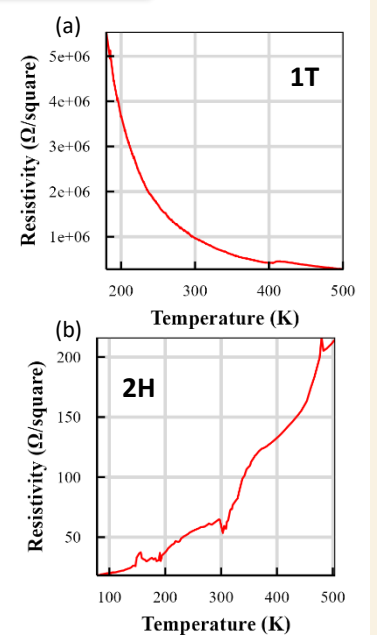 (a)
1T
5e+06
4e+06
3e+06
2e+06
1e+06
Resistivity (Ω/square)
200 300 400 500
Temperature (K)
(b)
2H
200
150
100
50
Resistivity (Ω/square)
100 200 300 400 500
Temperature (K)